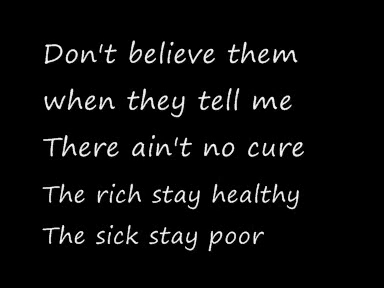 Don't believe them
when they tell me
There ain't no cure
The rich stay healthy
The sick stay poor